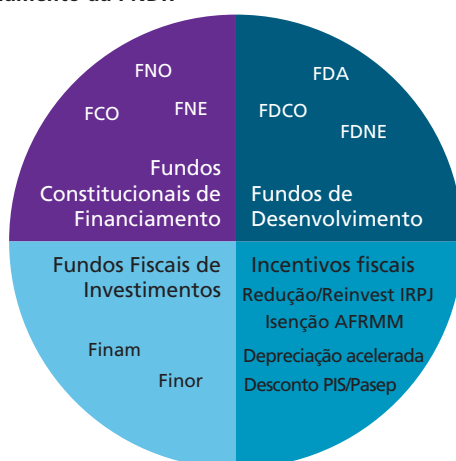 FNO
FCO
FNE
Fundos
Constitucionais de
Financiamento
FDA
FDCO
FDNE
Fundos de
Desenvolvimento
Fundos Fiscais de
Investimentos
Finam
Finor
Incentivos fiscais
Redução/Reinvest IRPJ
Isenção AFRMM
Depreciação acelerada
Desconto PIS/Pasep